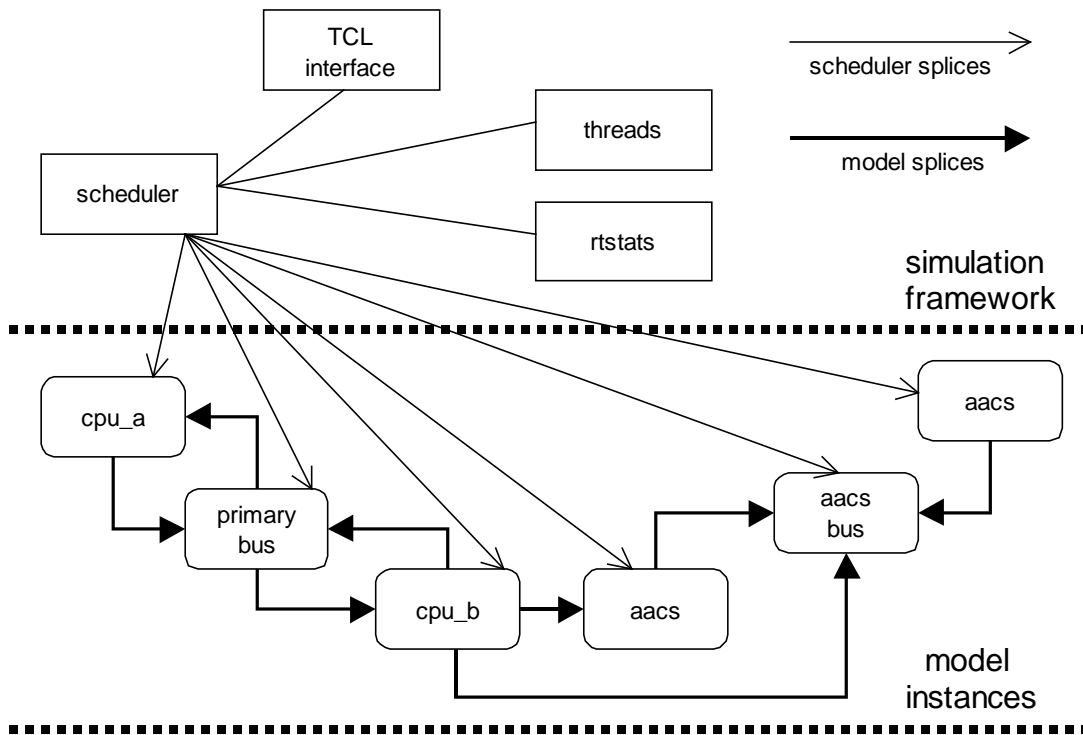 TCL
interface
scheduler splices
threads
model splices
scheduler
rtstats
simulation
framework
cpu_a
aacs
primary
bus
aacs
bus
cpu_b
aacs
model
instances